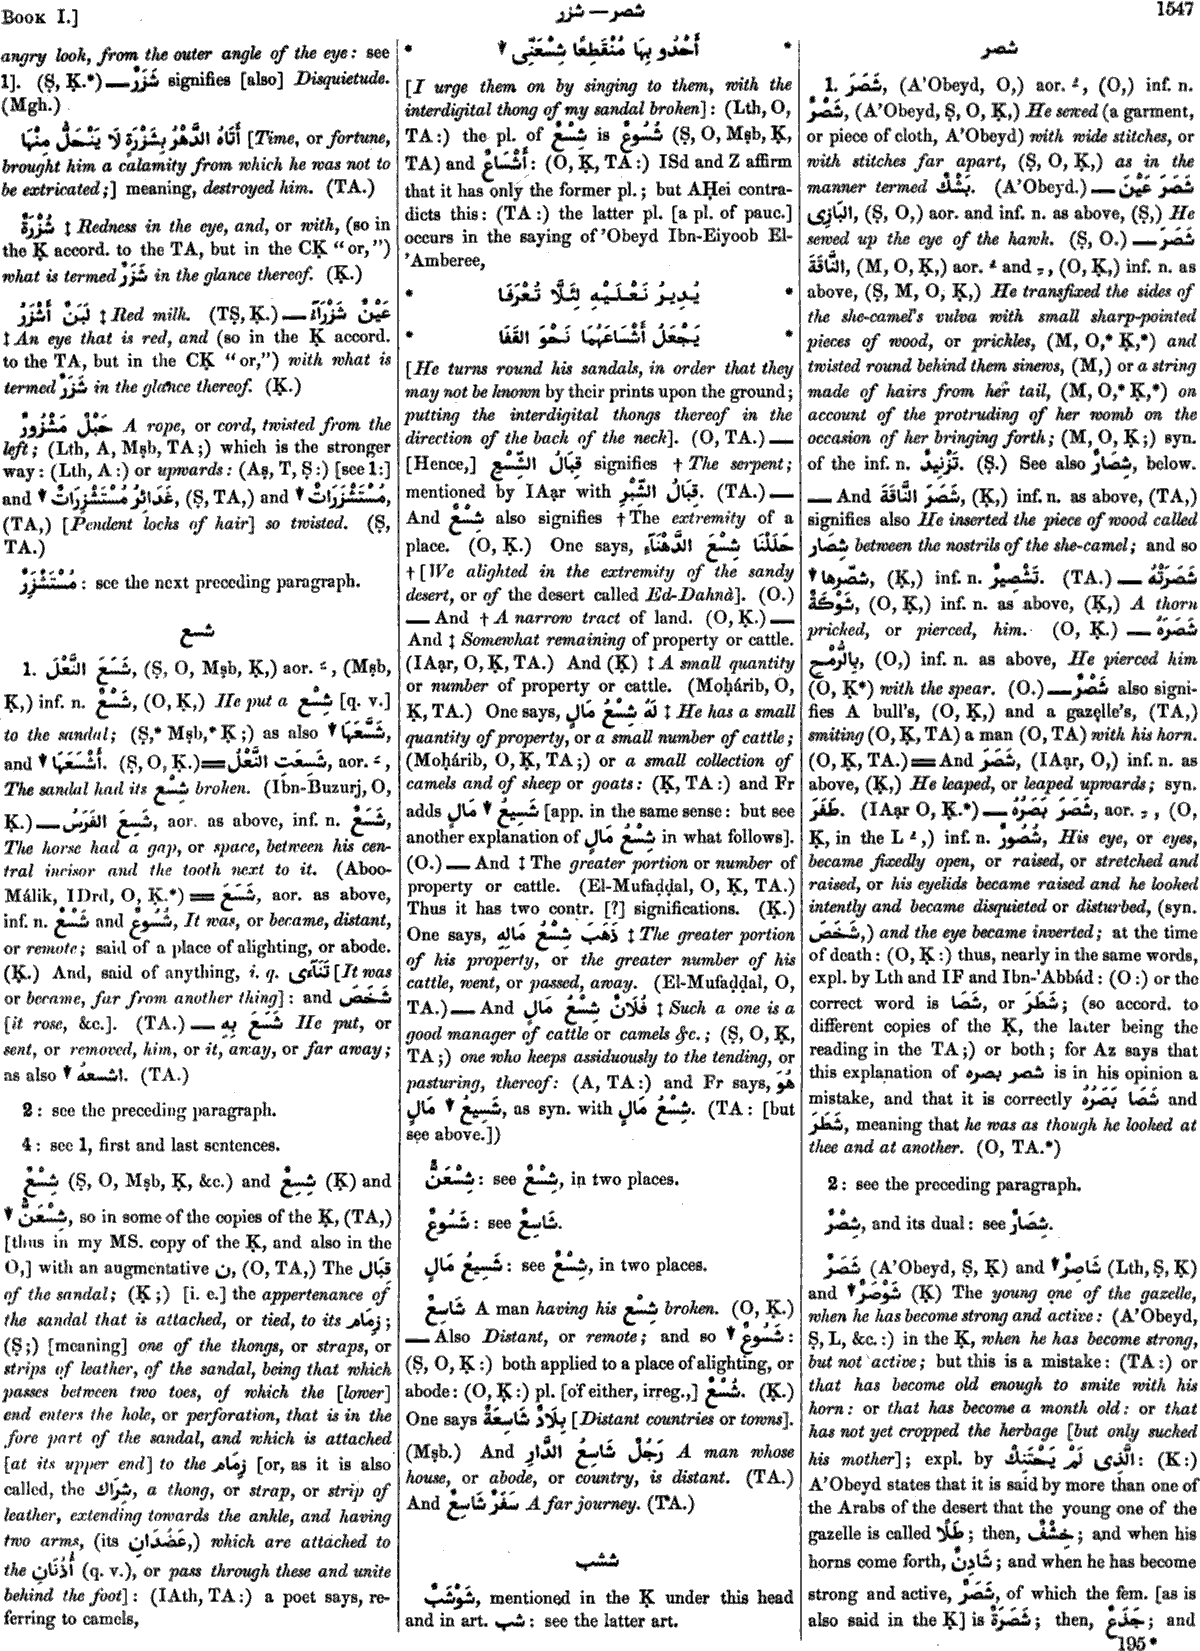 BOOK I.]
شصر — شزر
1547
angry look, from the outer angle of the eye: see
1]. (Ṣ, Ḳ.*) — شَزَرٌ signifies [also] Disquietude.
(Mgh.)
أَتَاهُ الدَّهْرُ بِشَزْرَةٍ لَا يَنْحَلُّ مِنْهَا [Time, or fortune,
brought him a calamity from which he was not to
be extricated;] meaning, destroyed him. (TA.)
شُزْرَةٌ ‡ Redness in the eye, and, or with, (so in
the Ḳ accord. to the TA, but in the CḲ “or,”)
what is termed شَزَرٌ in the glance thereof. (Ḳ.)
لَبَنٌ أَشْزَرُ ‡ Red milk. (TṢ, Ḳ.) — عَيْنٌ شَزْرَآءُ
‡ An eye that is red, and (so in the Ḳ accord.
to the TA, but in the CḲ “or,”) with what is
termed شَزَرٌ in the glance thereof. (Ḳ.)
حَبْلٌ مَشْزُورٌ A rope, or cord, twisted from the
left; (Lth, A, Mṣb, TA;) which is the stronger
way: (Lth, A:) or upwards: (Aṣ, T, Ṣ:) [see 1:]
and ▼ غَدَائِرُ مُسْتَشْزِرَاتٌ, (Ṣ, TA,) and ▼ مُسْتَشْزَرَاتٌ,
(TA,) [Pendent locks of hair] so twisted. (Ṣ,
TA.)
مُسْتَشْزِرٌ: see the next preceding paragraph.
شسع
1. شَسَعَ النَّعْلَ, (Ṣ, O, Mṣb, Ḳ,) aor. ـَ, (Mṣb,
Ḳ,) inf. n. شَسْعٌ, (O, Ḳ,) He put a شِسْع [q. v.]
to the sandal; (Ṣ,* Mṣb,* Ḳ;) as also ▼ شَسَّعَهَا,
and ▼ أَشْسَعَهَا. (Ṣ, O, Ḳ.) = شَسِعَتِ النَّعْلُ, aor. ـَ,
The sandal had its شِسْع broken. (Ibn-Buzurj, O,
Ḳ.) — شَسِعَ الفَرَسُ, aor. as above, inf. n. شَسَعٌ,
The horse had a gap, or space, between his cen-
tral incisor and the tooth next to it. (Aboo-
Málik, IDrd, O, Ḳ.*) = شَسَعَ, aor. as above,
inf. n. شَسْعٌ and شُسُوعٌ, It was, or became, distant,
or remote; said of a place of alighting, or abode.
(Ḳ.) And, said of anything, i. q. تَنَآءَى [It was
or became, far from another thing]: and شَخَصَ
[it rose, &c.]. (TA.) — شَسَعَ بِهِ He put, or
sent, or removed, him, or it, away, or far away;
as also ▼ اشسعهُ. (TA.)
2: see the preceding paragraph.
4: see 1, first and last sentences.
شِسْعٌ (Ṣ, O, Mṣb, Ḳ, &c.) and شِسِعٌ (Ḳ) and
▼ شِسْعَنٌّ, so in some of the copies of the Ḳ, (TA,)
[thus in my MS. copy of the Ḳ, and also in the
O,] with an augmentative ن, (O, TA,) The قِبَال
of the sandal; (Ḳ;) [i. e.] the appertenance of
the sandal that is attached, or tied, to its زِمَام;
(Ṣ;) [meaning] one of the thongs, or straps, or
strips of leather, of the sandal, being that which
passes between two toes, of which the [lower]
end enters the hole, or perforation, that is in the
fore part of the sandal, and which is attached
[at its upper end] to the زِمَام [or, as it is also
called, the شِرَاك, a thong, or strap, or strip of
leather, extending towards the ankle, and having
two arms, (its عَضُدَانِ,) which are attached to
the أُذُنَانِ (q. v.), or pass through these and unite
behind the foot]: (IAth, TA:) a poet says, re-
ferring to camels,
* أَحْدُو بِهَا مُنْقَطِعًا شِسْعَنِّى ▼ *
[I urge them on by singing to them, with the
interdigital thong of my sandal broken]: (Lth, O,
TA:) the pl. of شِسْعٌ is شُسُوعٌ (Ṣ, O, Mṣb, Ḳ,
TA) and أَشْسَاعٌ: (O, Ḳ, TA:) ISd and Z affirm
that it has only the former pl.; but AḤei contra-
dicts this: (TA:) the latter pl. [a pl. of pauc.]
occurs in the saying of ’Obeyd Ibn-Eiyoob El-
’Amberee,
* يُدِيرُ نَعْلَيْهِ لِئَلَّا تُعْرَفَا *
* يَجْعَلُ أَشْسَاعَهُمَا نَحْوَ القَفَا *
[He turns round his sandals, in order that they
may not be known by their prints upon the ground;
putting the interdigital thongs thereof in the
direction of the back of the neck]. (O, TA.) —
[Hence,] قِبَالُ الشِّسْعِ signifies † The serpent;
mentioned by IAạr with قِبَالُ الشِّبْرِ. (TA.) —
And شِسْعٌ also signifies † The extremity of a
place. (O, Ḳ.) One says, حَلَلْنَا شِسْعَ الدَّهْنَآءِ
† [We alighted in the extremity of the sandy
desert, or of the desert called Ed-Dahnà]. (O.)
— And † A narrow tract of land. (O, Ḳ.) —
And ‡ Somewhat remaining of property or cattle.
(IAạr, O, Ḳ, TA.) And (Ḳ) ‡ A small quantity
or number of property or cattle. (Moḥárib, O,
Ḳ, TA.) One says, لَهُ شِسْعُ مَالٍ ‡ He has a small
quantity of property, or a small number of cattle;
(Moḥárib, O, Ḳ, TA;) or a small collection of
camels and of sheep or goats: (Ḳ, TA:) and Fr
adds شَسِيعُ ▼ مَالٍ [app. in the same sense: but see
another explanation of شِسْعُ مَالٍ in what follows].
(O.) — And ‡ The greater portion or number of
property or cattle. (El-Mufaḍḍal, O, Ḳ, TA.)
Thus it has two contr. [?] significations. (Ḳ.)
One says, ذَهَبَ شِسْعُ مَالِهِ ‡ The greater portion
of his property, or the greater number of his
cattle, went, or passed, away. (El-Mufaḍḍal, O,
TA.) — And فُلَانٌ شِسْعُ مَالٍ ‡ Such a one is a
good manager of cattle or camels &c.; (Ṣ, O, Ḳ,
TA;) one who keeps assiduously to the tending, or
pasturing, thereof: (A, TA:) and Fr says, هُوَ
شَسِيعُ ▼ مَالٍ, as syn. with شِسْعُ مَالٍ. (TA: [but
see above.])
شِسْعَنٌّ: see شِسْعٌ, in two places.
شَسُوعٌ: see شَاسِعٌ.
شَسِيعُ مَالٍ: see شِسْعٌ, in two places.
شَاسِعٌ A man having his شِسْع broken. (O, Ḳ.)
— Also Distant, or remote; and so ▼ شَسُوعٌ:
(Ṣ, O, Ḳ:) both applied to a place of alighting, or
abode: (O, Ḳ:) pl. [of either, irreg.,] شُسْعٌ. (Ḳ.)
One says بِلَادٌ شَاسِعَةٌ [Distant countries or towns].
(Mṣb.) And رَجُلٌ شَاسِعُ الدَّارِ A man whose
house, or abode, or country, is distant. (TA.)
And سَفَرٌ شَاسِعٌ A far journey. (TA.)
ششب
شَوْشَبٌ, mentioned in the Ḳ under this head
and in art. شب: see the latter art.
شصر
1. شَصَرَ, (A’Obeyd, O,) aor. ـُ, (O,) inf. n.
شَصْرٌ, (A’Obeyd, Ṣ, O, Ḳ,) He sewed (a garment,
or piece of cloth, A’Obeyd) with wide stitches, or
with stitches far apart, (Ṣ, O, Ḳ,) as in the
manner termed بَشْك. (A’Obeyd.) — شَصَرَ عَيْنَ
البَازِى, (Ṣ, O,) aor. and inf. n. as above, (Ṣ,) He
sewed up the eye of the hawk. (Ṣ, O.) — شَصَرَ
النَّاقَةَ, (M, O, Ḳ,) aor. ـُ and ـِ, (O, Ḳ,) inf. n. as
above, (Ṣ, M, O, Ḳ,) He transfixed the sides of
the she-camel's vulva with small sharp-pointed
pieces of wood, or prickles, (M, O,* Ḳ,*) and
twisted round behind them sinews, (M,) or a string
made of hairs from her tail, (M, O,* Ḳ,*) on
account of the protruding of her womb on the
occasion of her bringing forth; (M, O, Ḳ;) syn.
of the inf. n. تَزْنِيدٌ. (Ṣ.) See also شِصَارٌ, below.
— And شَصَرَ النَّاقَةَ, (Ḳ,) inf. n. as above, (TA,)
signifies also He inserted the piece of wood called
شِصَار between the nostrils of the she-camel; and so
▼ شصّرها, (Ḳ,) inf. n. تَشْصِيرٌ. (TA.) — شَصَرَتْهُ
شَوْكَةٌ, (O, Ḳ,) inf. n. as above, (Ḳ,) A thorn
pricked, or pierced, him. (O, Ḳ.) — شَصَرَهُ
بِالرُّمْحِ, (O,) inf. n. as above, He pierced him
(O, Ḳ*) with the spear. (O.) — شَصْرٌ also signi-
fies A bull's, (O, Ḳ,) and a gazelle's, (TA,)
smiting (O, Ḳ, TA) a man (O, TA) with his horn.
(O, Ḳ, TA.) = And شَصَرَ, (IAạr, O,) inf. n. as
above, (Ḳ,) He leaped, or leaped upwards; syn.
طَفَرَ. (IAạr O, Ḳ.*) — شَصَرَ بَصَرُهُ, aor. ـِ, (O,
Ḳ, in the L ـُ,) inf. n. شُصُورٌ, His eye, or eyes,
became fixedly open, or raised, or stretched and
raised, or his eyelids became raised and he looked
intently and became disquieted or disturbed, (syn.
شَخَصَ,) and the eye became inverted; at the time
of death: (O, Ḳ:) thus, nearly in the same words,
expl. by Lth and IF and Ibn-’Abbád: (O:) or the
correct word is شَصَا, or شَطَرَ; (so accord. to
different copies of the Ḳ, the latter being the
reading in the TA;) or both; for Az says that
this explanation of شصر بصره is in his opinion a
mistake, and that it is correctly شَصَا بَصَرُهُ and
شَطَرَ, meaning that he was as though he looked at
thee and at another. (O, TA.*)
2: see the preceding paragraph.
شِصْرٌ, and its dual: see شِصَارٌ.
شَصَرٌ (A’Obeyd, Ṣ, Ḳ) and ▼ شَاصِرٌ (Lth, Ṣ, Ḳ)
and ▼ شَوْصَرٌ (Ḳ) The young one of the gazelle,
when he has become strong and active: (A’Obeyd,
Ṣ, L, &c.:) in the Ḳ, when he has become strong,
but not active; but this is a mistake: (TA:) or
that has become old enough to smite with his
horn: or that has become a month old: or that
has not yet cropped the herbage [but only sucked
his mother]; expl. by الَّذِى لَمْ يَحْتَنِكْ: (Ḳ:)
A’Obeyd states that it is said by more than one of
the Arabs of the desert that the young one of the
gazelle is called طَلًا; then, خِشْفٌ; and when his
horns come forth, شَادِنٌ; and when he has become
strong and active, شَصَرٌ, of which the fem. [as is
also said in the Ḳ] is شَصَرَةٌ; then, جَذَعٌ; and
195*